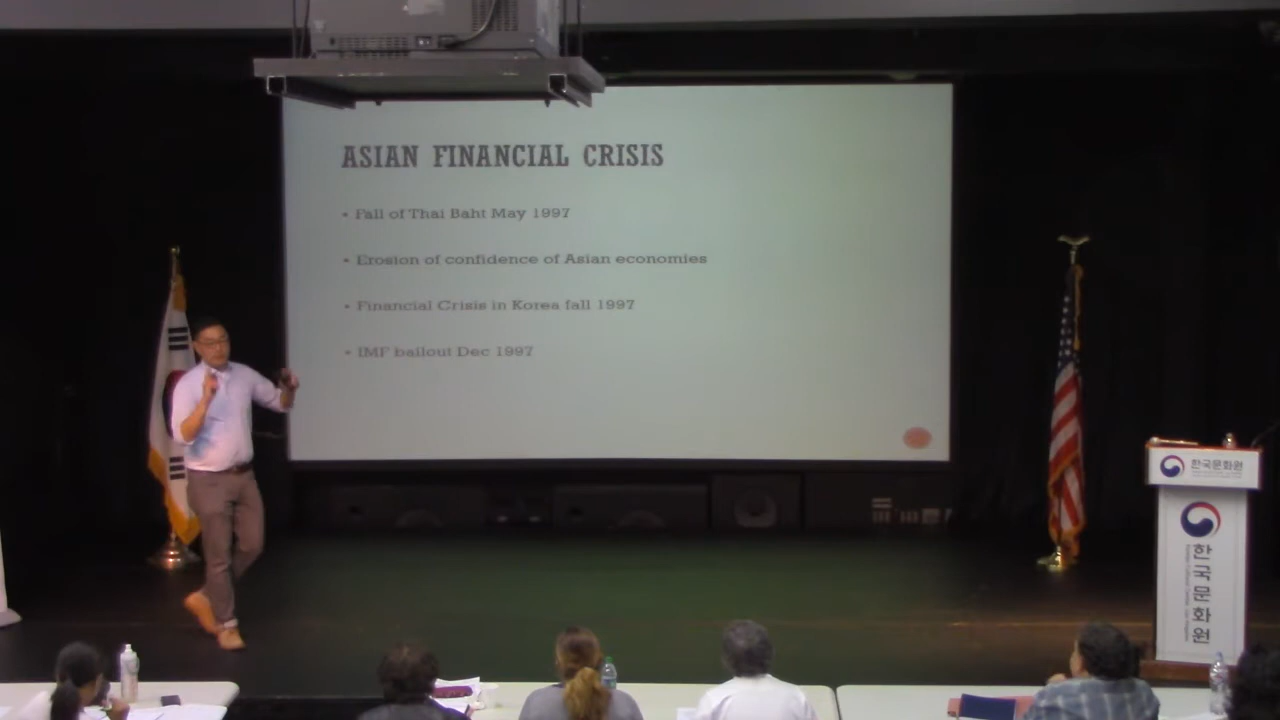 ASIAN FINANCIAL CRISIS
• Fall of Thai Baht May 1997
• Erosion of confidence of Asian economies
• Financial Crisis in Korea fall 1997
• IMF bailout Dec 1997
한국문화원
한국문화원